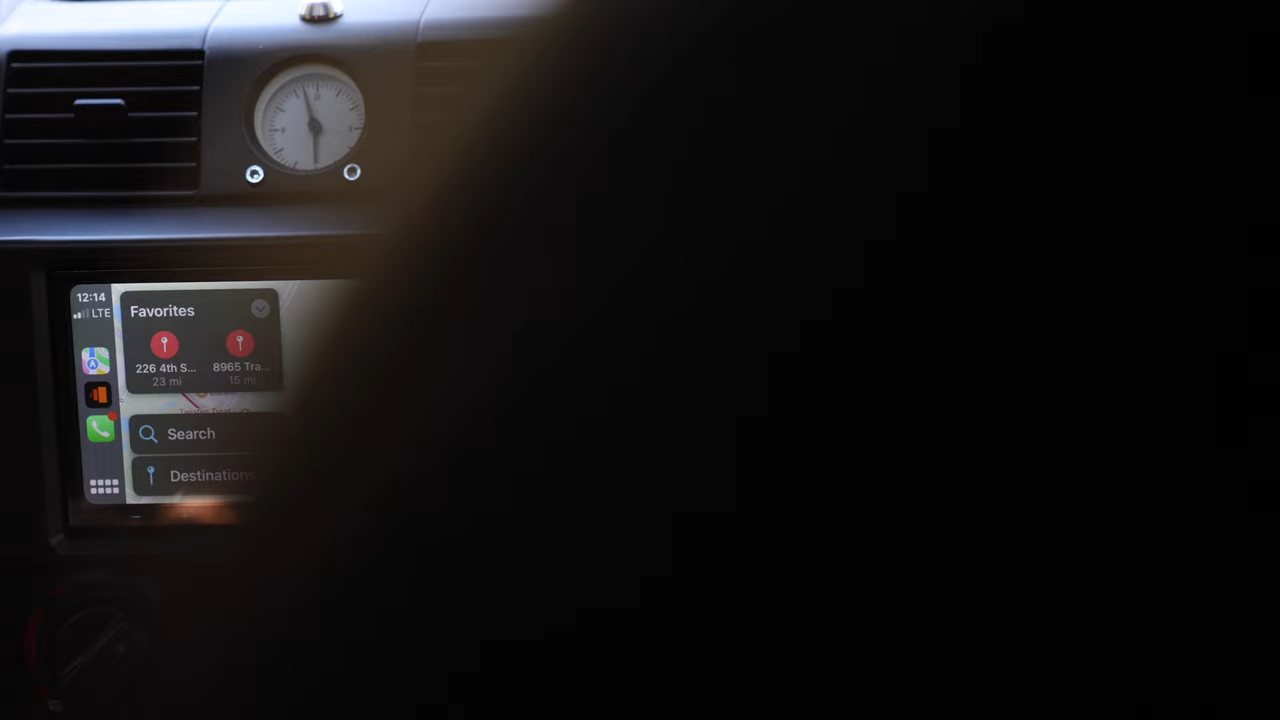 12:14
LTE
Favorites
226 4th S...
8965 Tra...
23 mi
15 mi
Search
Destinations